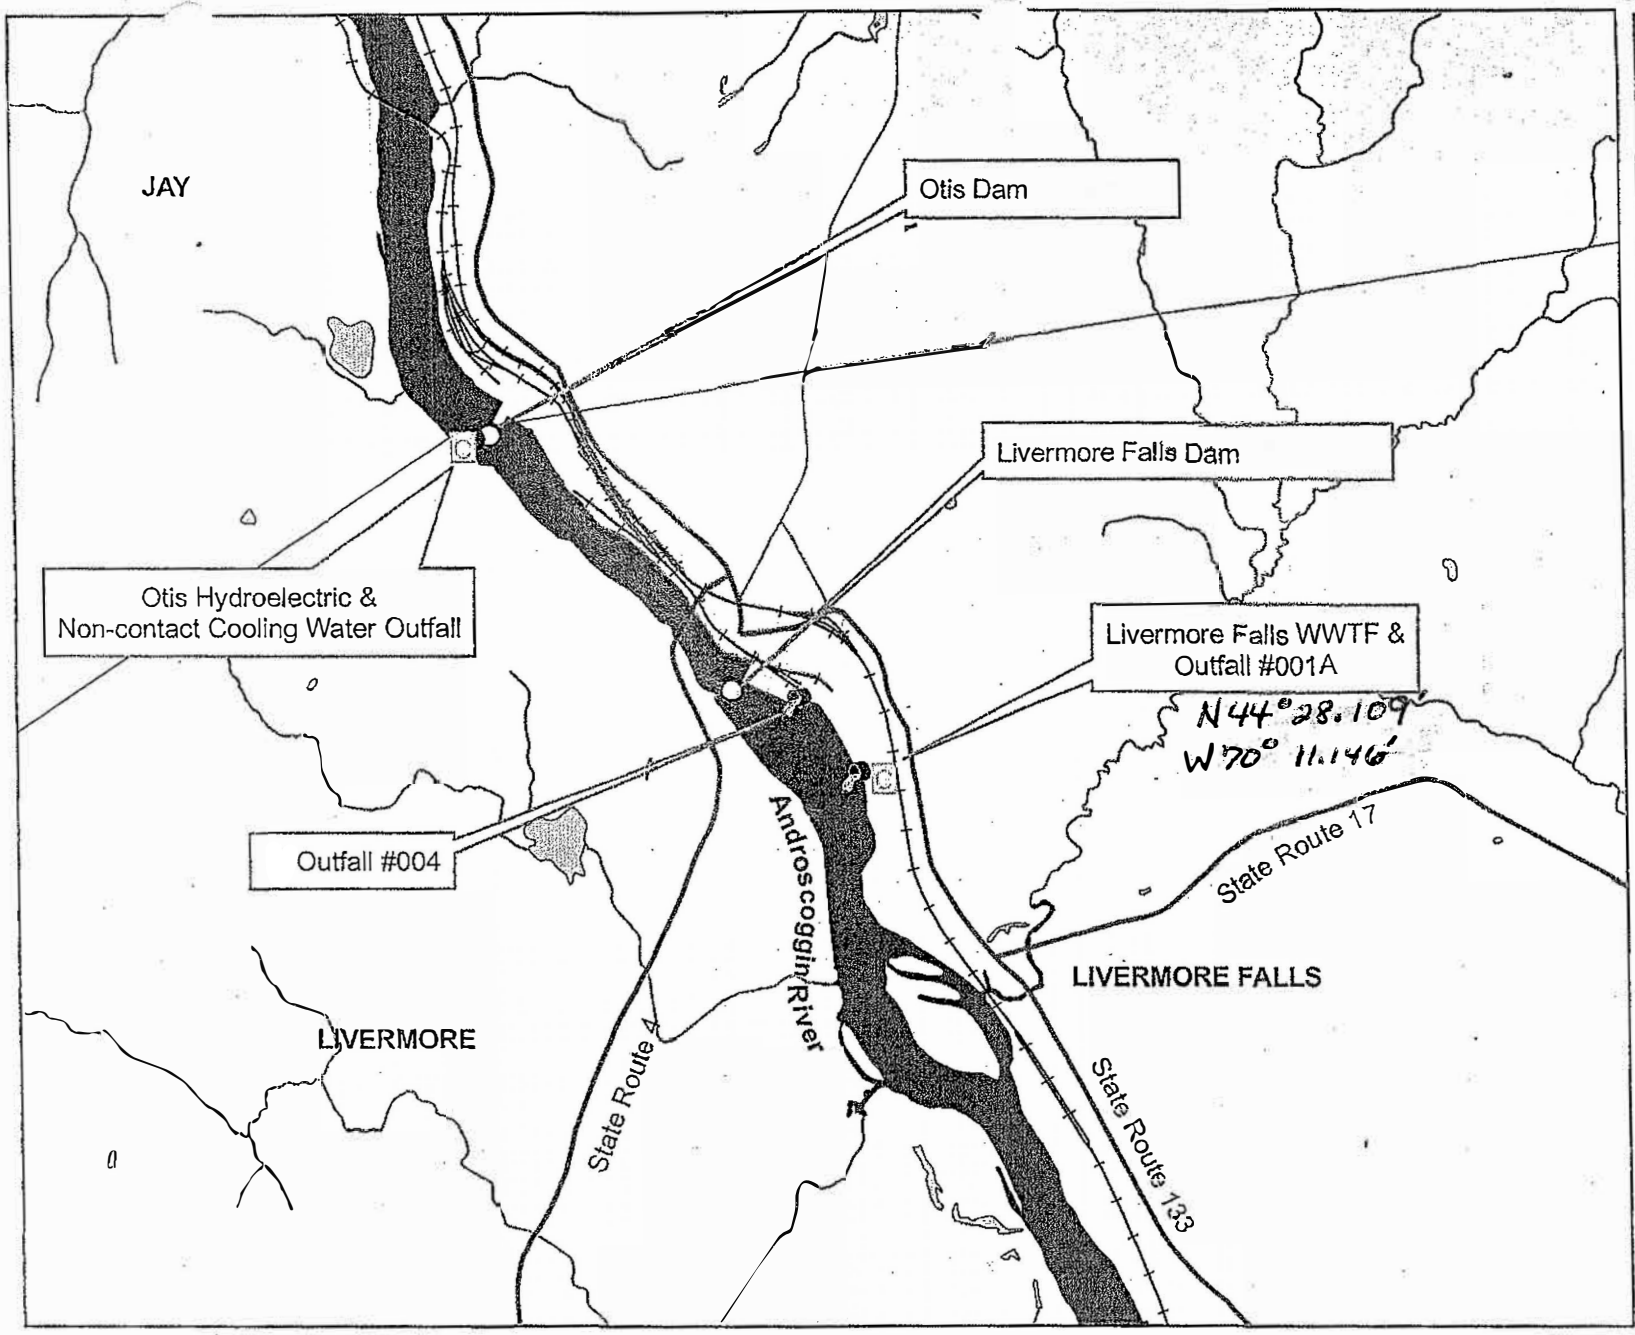 JAY
Otis Dam
Livermore Falls Dam
Otis Hydroelectric &
Non-contact Cooling Water Outfall
Livermore Falls WWTF &
Outfall #001A
N44°28.109'
W70° 11.146'
State Route 17
Outfall #004
Androscoggin River
LIVERMORE FALLS
LIVERMORE
State Route 4
State Route 133